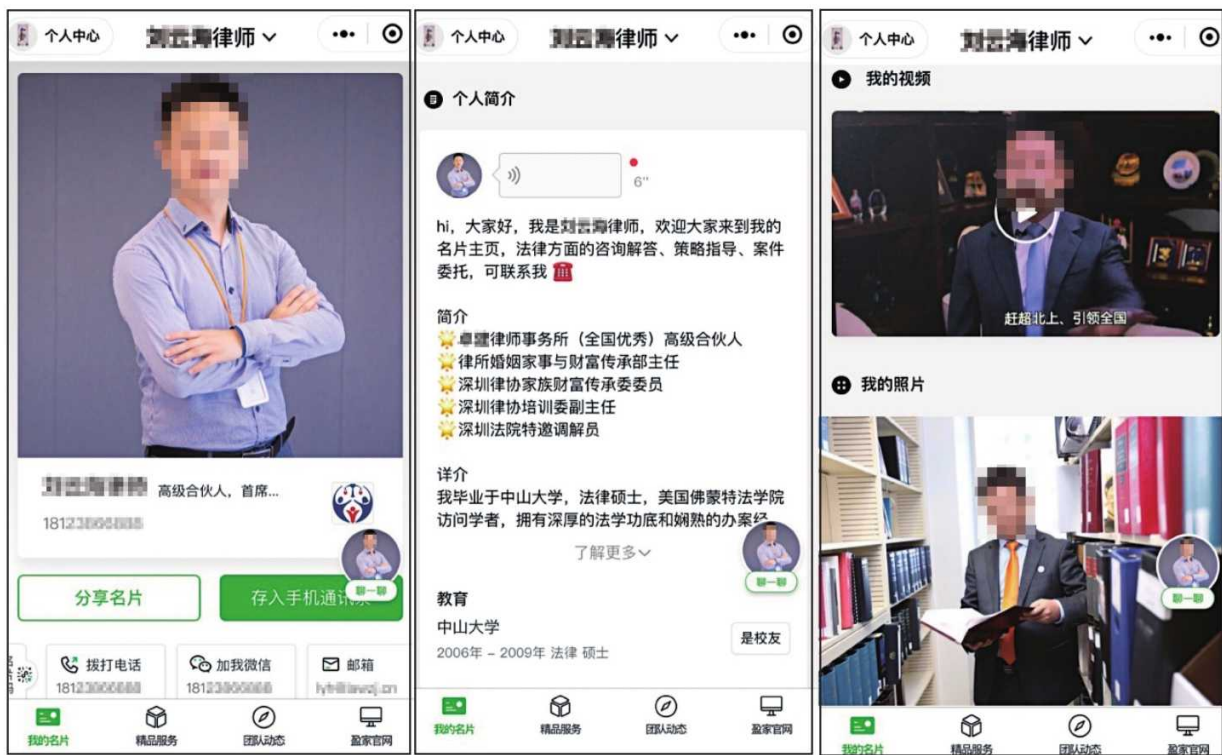 个人中心
律师
高级合伙人，首席...
分享名片
存入手机通讯录
拨打电话
加我微信
邮箱
我的名片
精品服务
团队动态
盈家官网
个人中心
律师
个人简介
6"
hi，大家好，我是
律师，欢迎大家来到我的
名片主页，法律方面的咨询解答、策略指导、案件
委托，可联系我
简介
律师事务所（全国优秀）高级合伙人
律所婚姻家事与财富传承部主任
深圳律协家族财富传承委委员
深圳律协培训委副主任
深圳法院特邀调解员
详介
我毕业于中山大学，法律硕士，美国佛蒙特法学院
访问学者，拥有深厚的法学功底和娴熟的办案经
了解更多
教育
中山大学
2006年 – 2009年 法律 硕士
是校友
我的名片
精品服务
团队动态
盈家官网
个人中心
律师
我的视频
赶超北上、引领全国
我的照片
我的名片
精品服务
团队动态
盈家官网